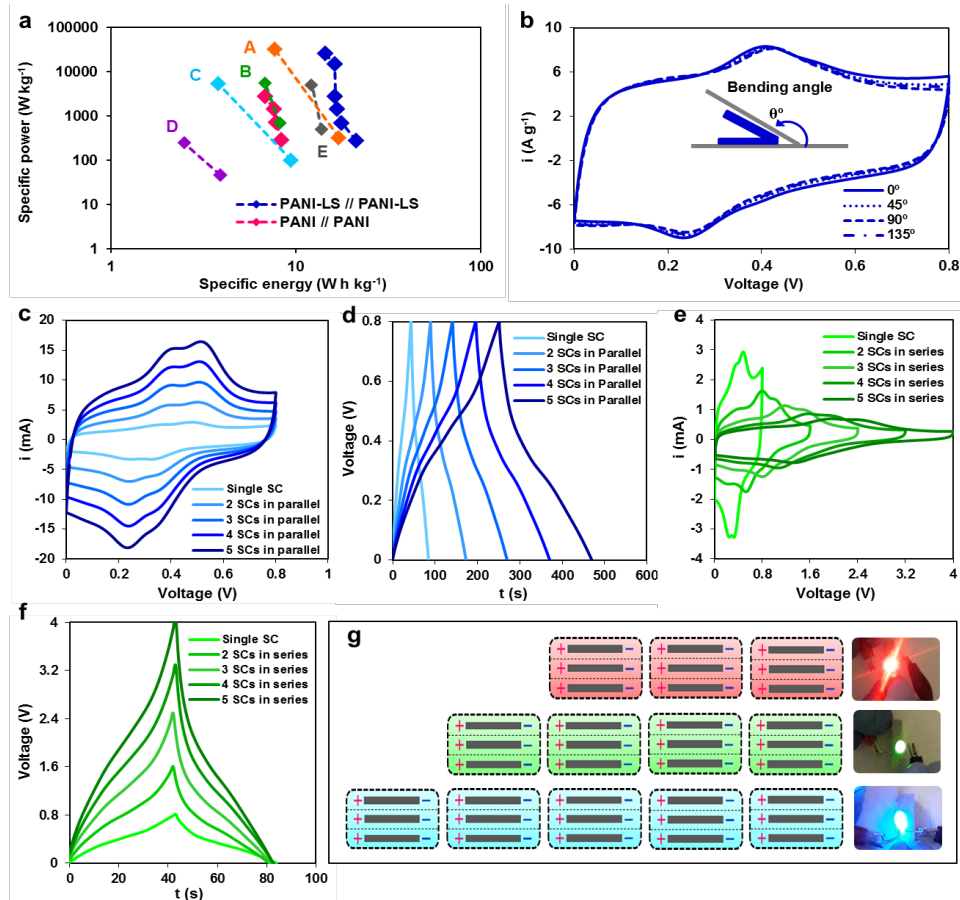 a
100000
10000
1000
100
10
1
1
10
100
Specific power (W kg-1)
Specific energy (W h kg-1)
A
B
C
D
E
PANI-LS // PANI-LS
PANI // PANI
b
10
6
2
-2
-6
-10
0
0.2
0.4
0.6
0.8
i (A g-1)
Voltage (V)
Bending angle
θº
0º
45º
90º
135º
c
20
15
10
5
0
-5
-10
-15
-20
0
0.2
0.4
0.6
0.8
1
i (mA)
Voltage (V)
Single SC
2 SCs in parallel
3 SCs in parallel
4 SCs in parallel
5 SCs in parallel
d
0.8
0.6
0.4
0.2
0
0
100
200
300
400
500
600
Voltage (V)
t (s)
Single SC
2 SCs in Parallel
3 SCs in Parallel
4 SCs in Parallel
5 SCs in Parallel
e
4
3
2
1
0
-1
-2
-3
-4
0
0.8
1.6
2.4
3.2
4
i (mA)
Voltage (V)
Single SC
2 SCs in series
3 SCs in series
4 SCs in series
5 SCs in series
f
4
3.2
2.4
1.6
0.8
0
0
20
40
60
80
100
Voltage (V)
t (s)
Single SC
2 SCs in series
3 SCs in series
4 SCs in series
5 SCs in series
g
+ − + − + −
+ − + − + −
+ − + − + −
+ − + − + − + −
+ − + − + − + −
+ − + − + − + −
+ − + − + − + − + −
+ − + − + − + − + −
+ − + − + − + − + −